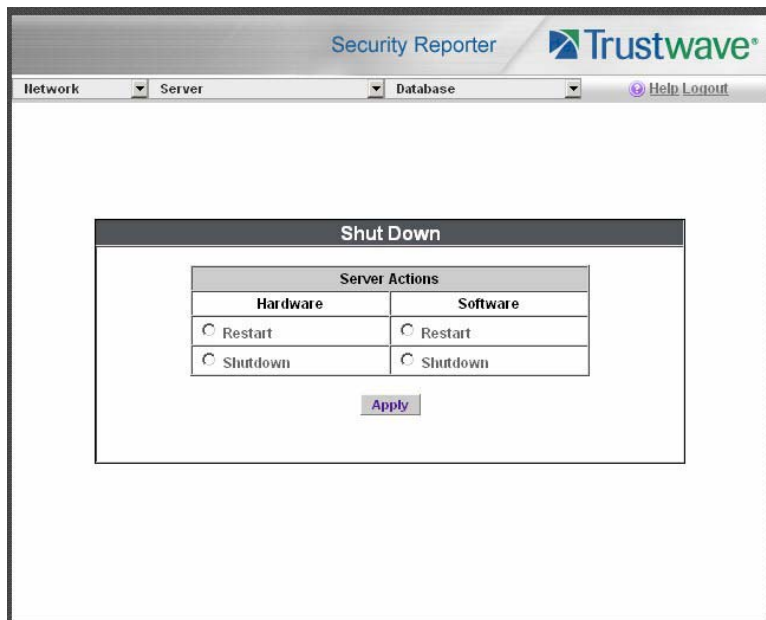 Security Reporter Trustwave®
Network Server Database Help Logout
Shut Down
Server Actions
Hardware Software
Restart Restart
Shutdown Shutdown
Apply